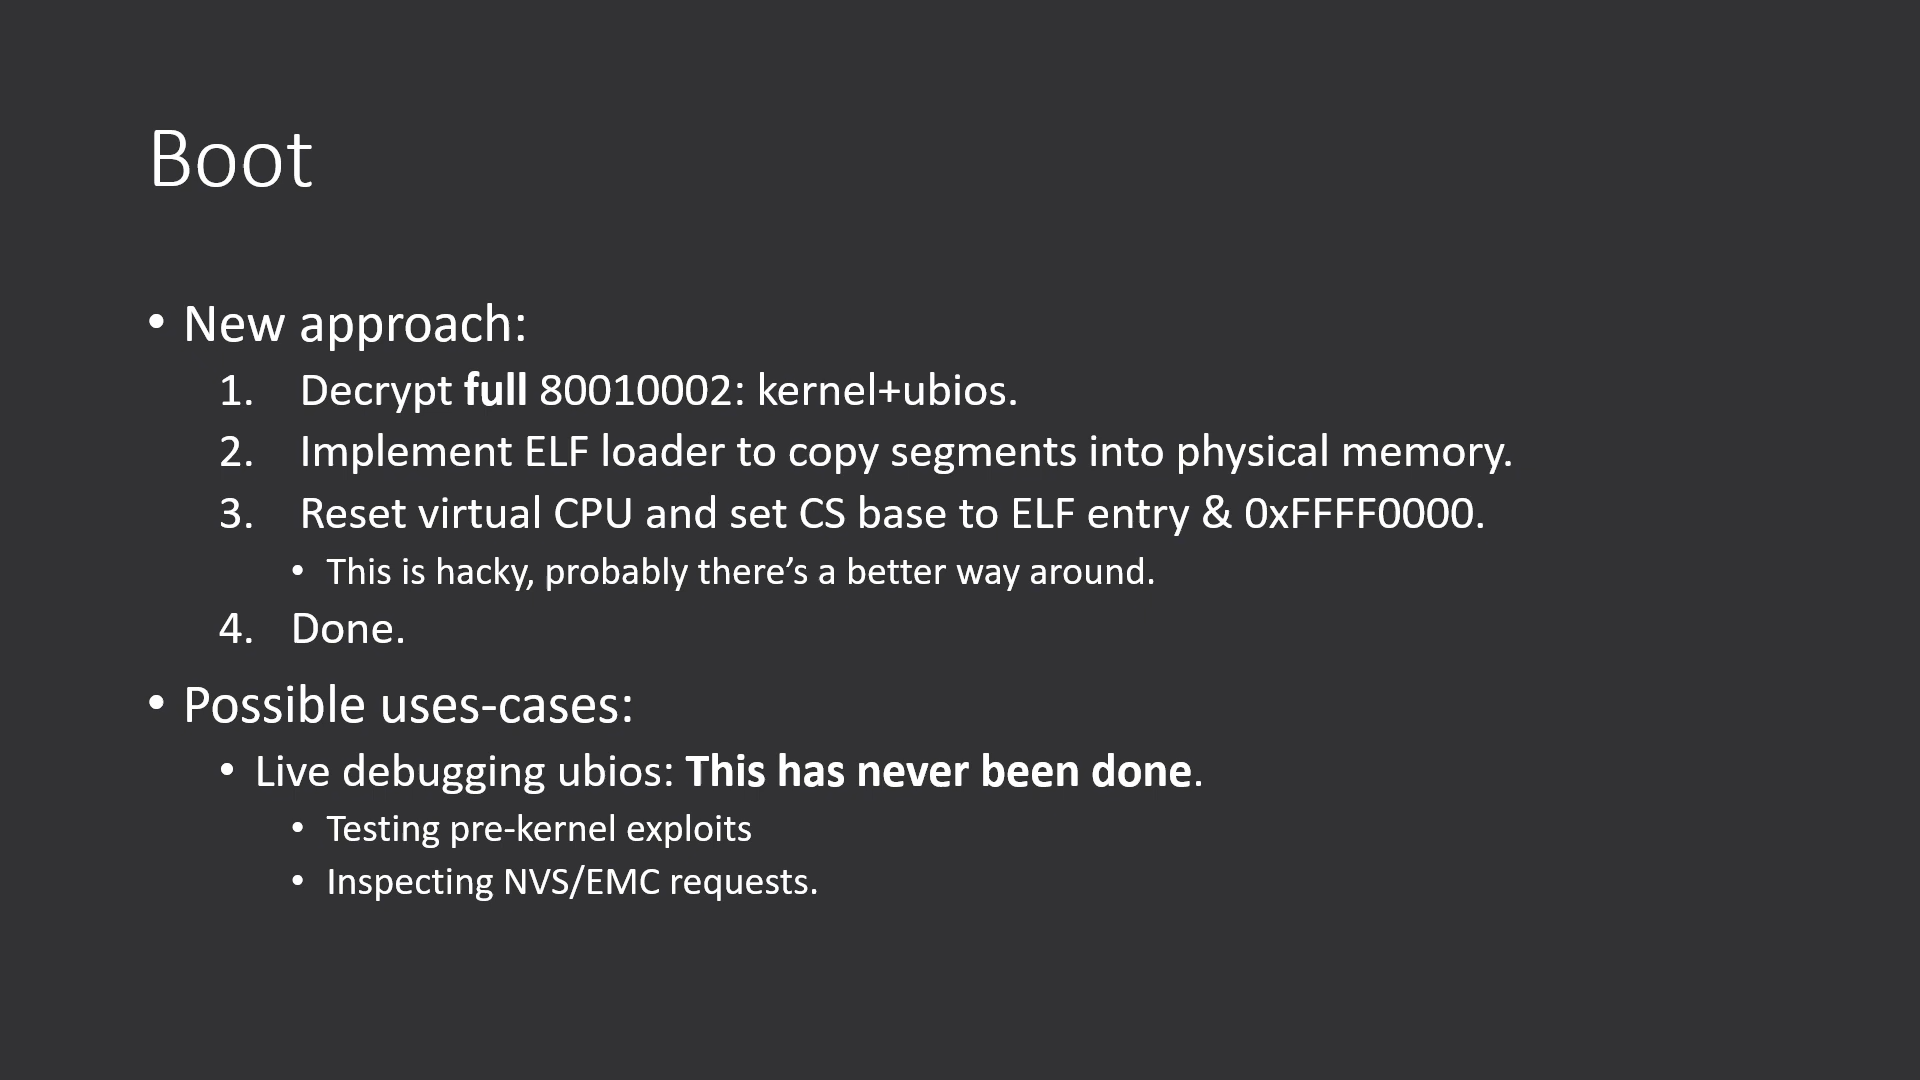 Boot
• New approach:
1. Decrypt full 80010002: kernel+ubios.
2. Implement ELF loader to copy segments into physical memory.
3. Reset virtual CPU and set CS base to ELF entry & 0xFFFF0000.
• This is hacky, probably there’s a better way around.
4. Done.
• Possible uses-cases:
• Live debugging ubios: This has never been done.
• Testing pre-kernel exploits
• Inspecting NVS/EMC requests.